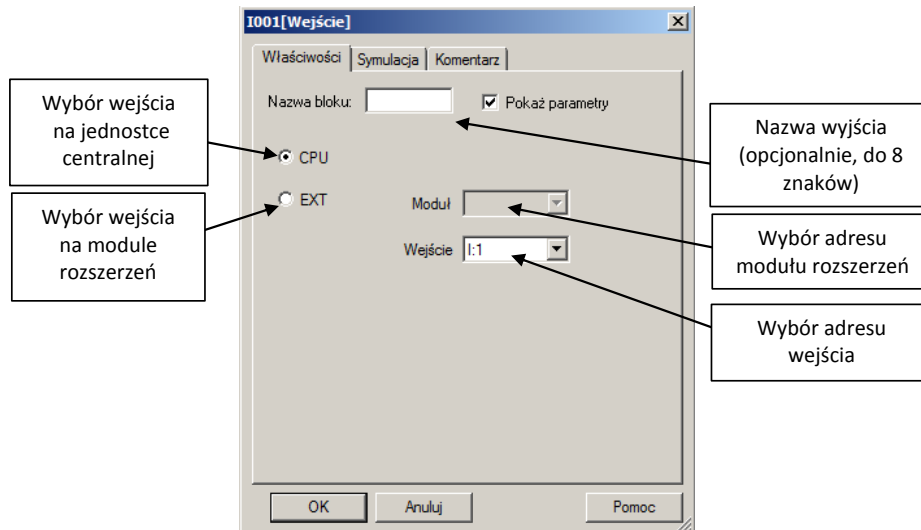 I001[Wejście]
Właściwości
Symulacja
Komentarz
Nazwa bloku:
Pokaż parametry
CPU
EXT
Moduł
Wejście
I:1
OK
Anuluj
Pomoc
Wybór wejścia
na jednostce
centralnej
Wybór wejścia
na module
rozszerzeń
Nazwa wyjścia
(opcjonalnie, do 8
znaków)
Wybór adresu
modułu rozszerzeń
Wybór adresu
wejścia